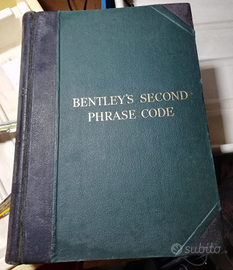 BENTLEY'S SECOND
PHRASE CODE
subito